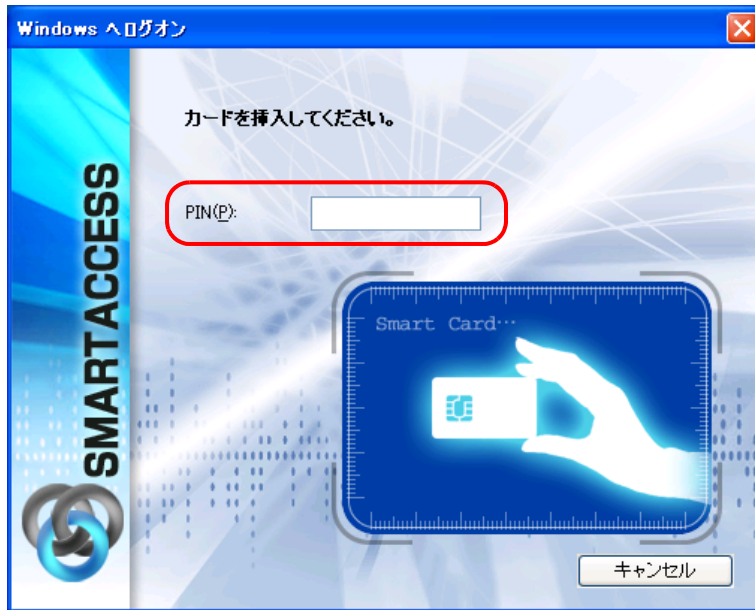 Windows へログオン
カードを挿入してください。
PIN(P):
Smart Card…
SMARTACCESS
キャンセル